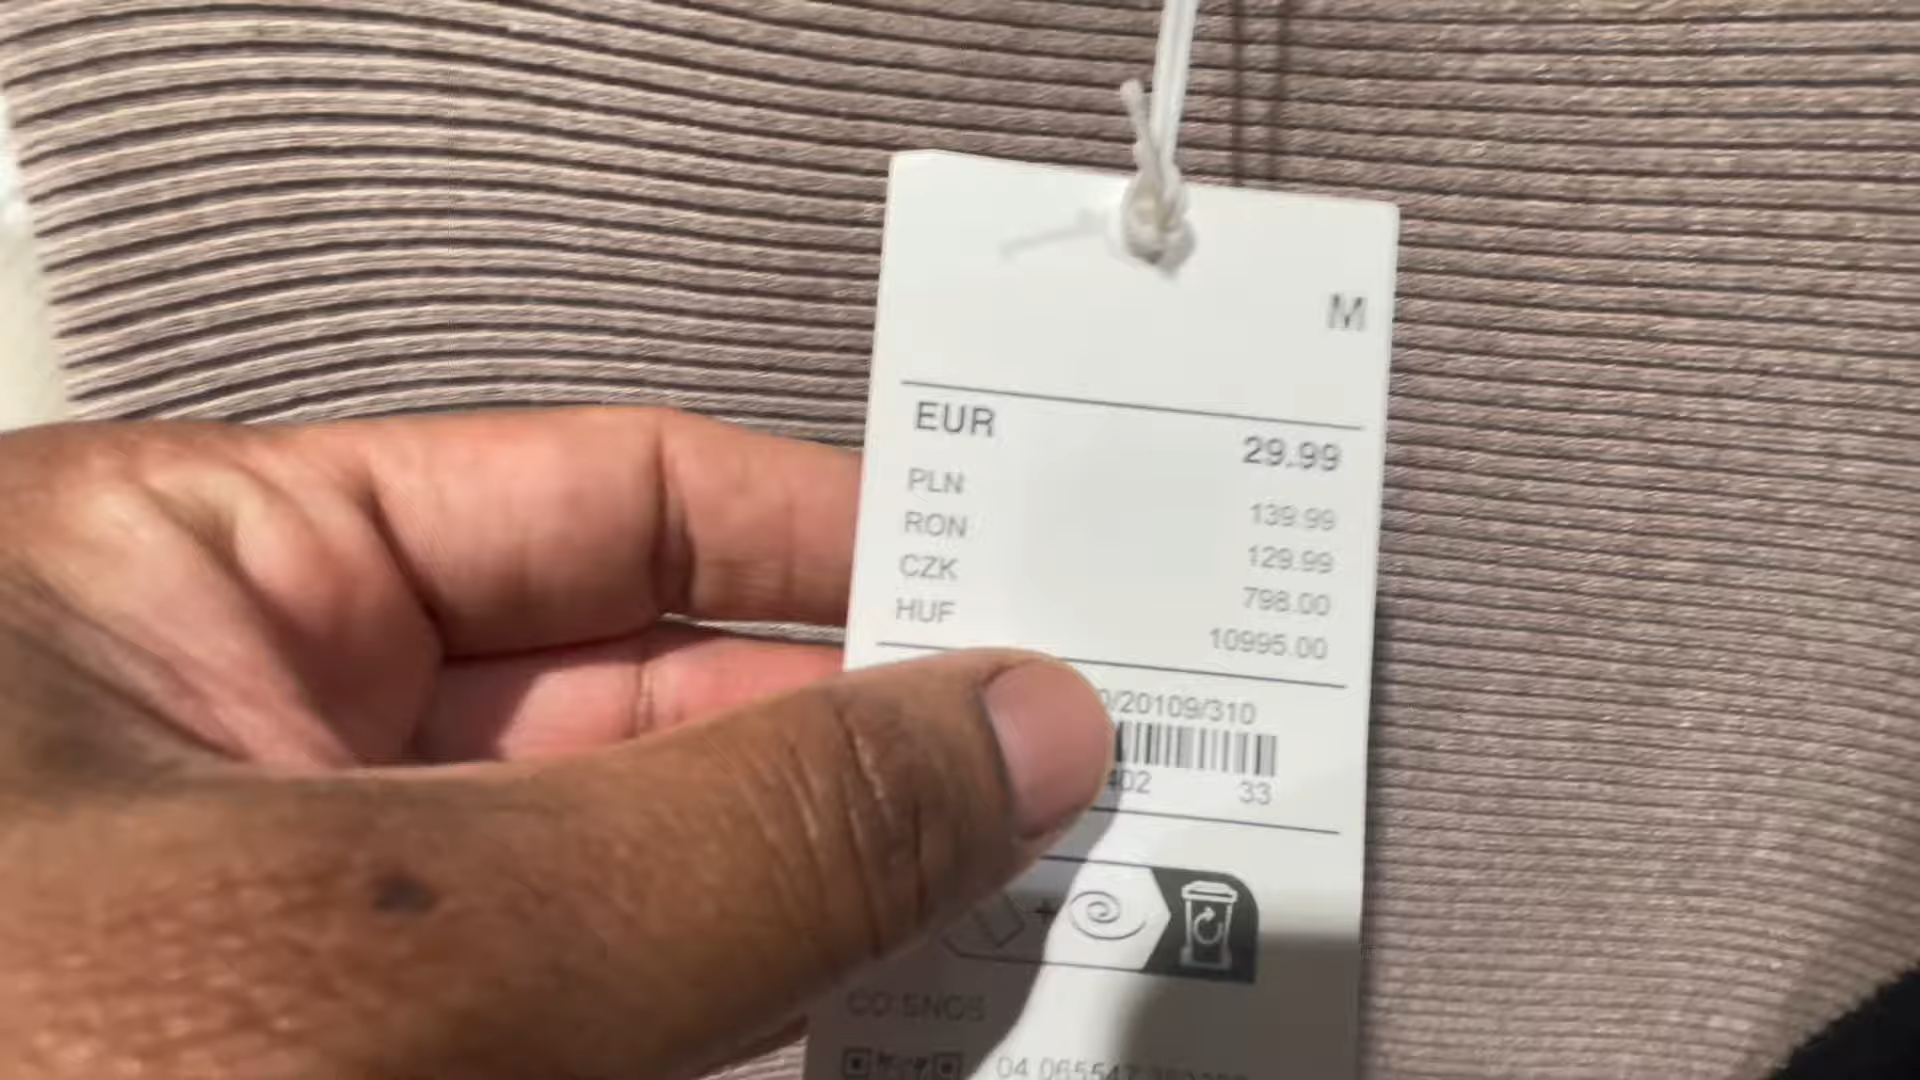 M
EUR 29.99
PLN 139.99
RON 129.99
CZK 798.00
HUF 10995.00
0/20109/310
402 33
+